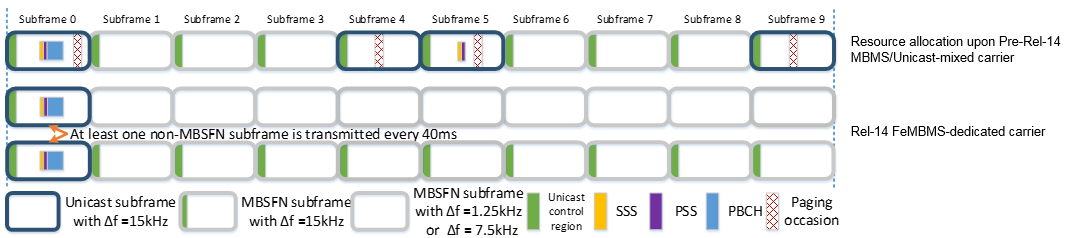 Subframe 0 Subframe 1 Subframe 2 Subframe 3 Subframe 4 Subframe 5 Subframe 6 Subframe 7 Subframe 8 Subframe 9
Resource allocation upon Pre-Rel-14
MBMS/Unicast-mixed carrier
At least one non-MBSFN subframe is transmitted every 40ms
Rel-14 FeMBMS-dedicated carrier
Unicast subframe
with Δf =15kHz
MBSFN subframe
with Δf =15kHz
MBSFN subframe
with Δf =1.25kHz
or Δf = 7.5kHz
Unicast
control
region
SSS
PSS
PBCH
Paging
occasion